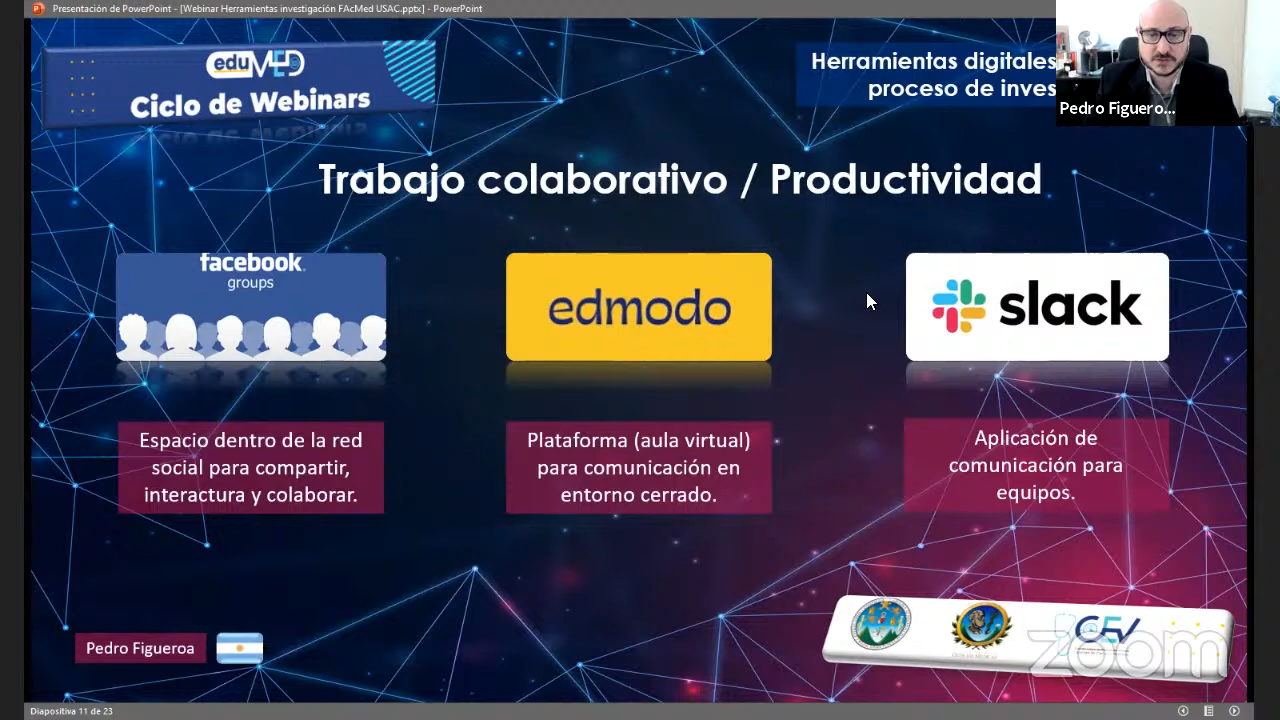 Presentación de PowerPoint - [Webinar Herramientas investigación FAcMed USAC.pptx] - PowerPoint
eduMED
Ciclo de Webinars
Herramientas digitales
proceso de inves
Pedro Figuero...
Trabajo colaborativo / Productividad
facebook
groups
edmodo
slack
Espacio dentro de la red
social para compartir,
interactura y colaborar.
Plataforma (aula virtual)
para comunicación en
entorno cerrado.
Aplicación de
comunicación para
equipos.
Pedro Figueroa
CEV
zoom
Diapositiva 11 de 23